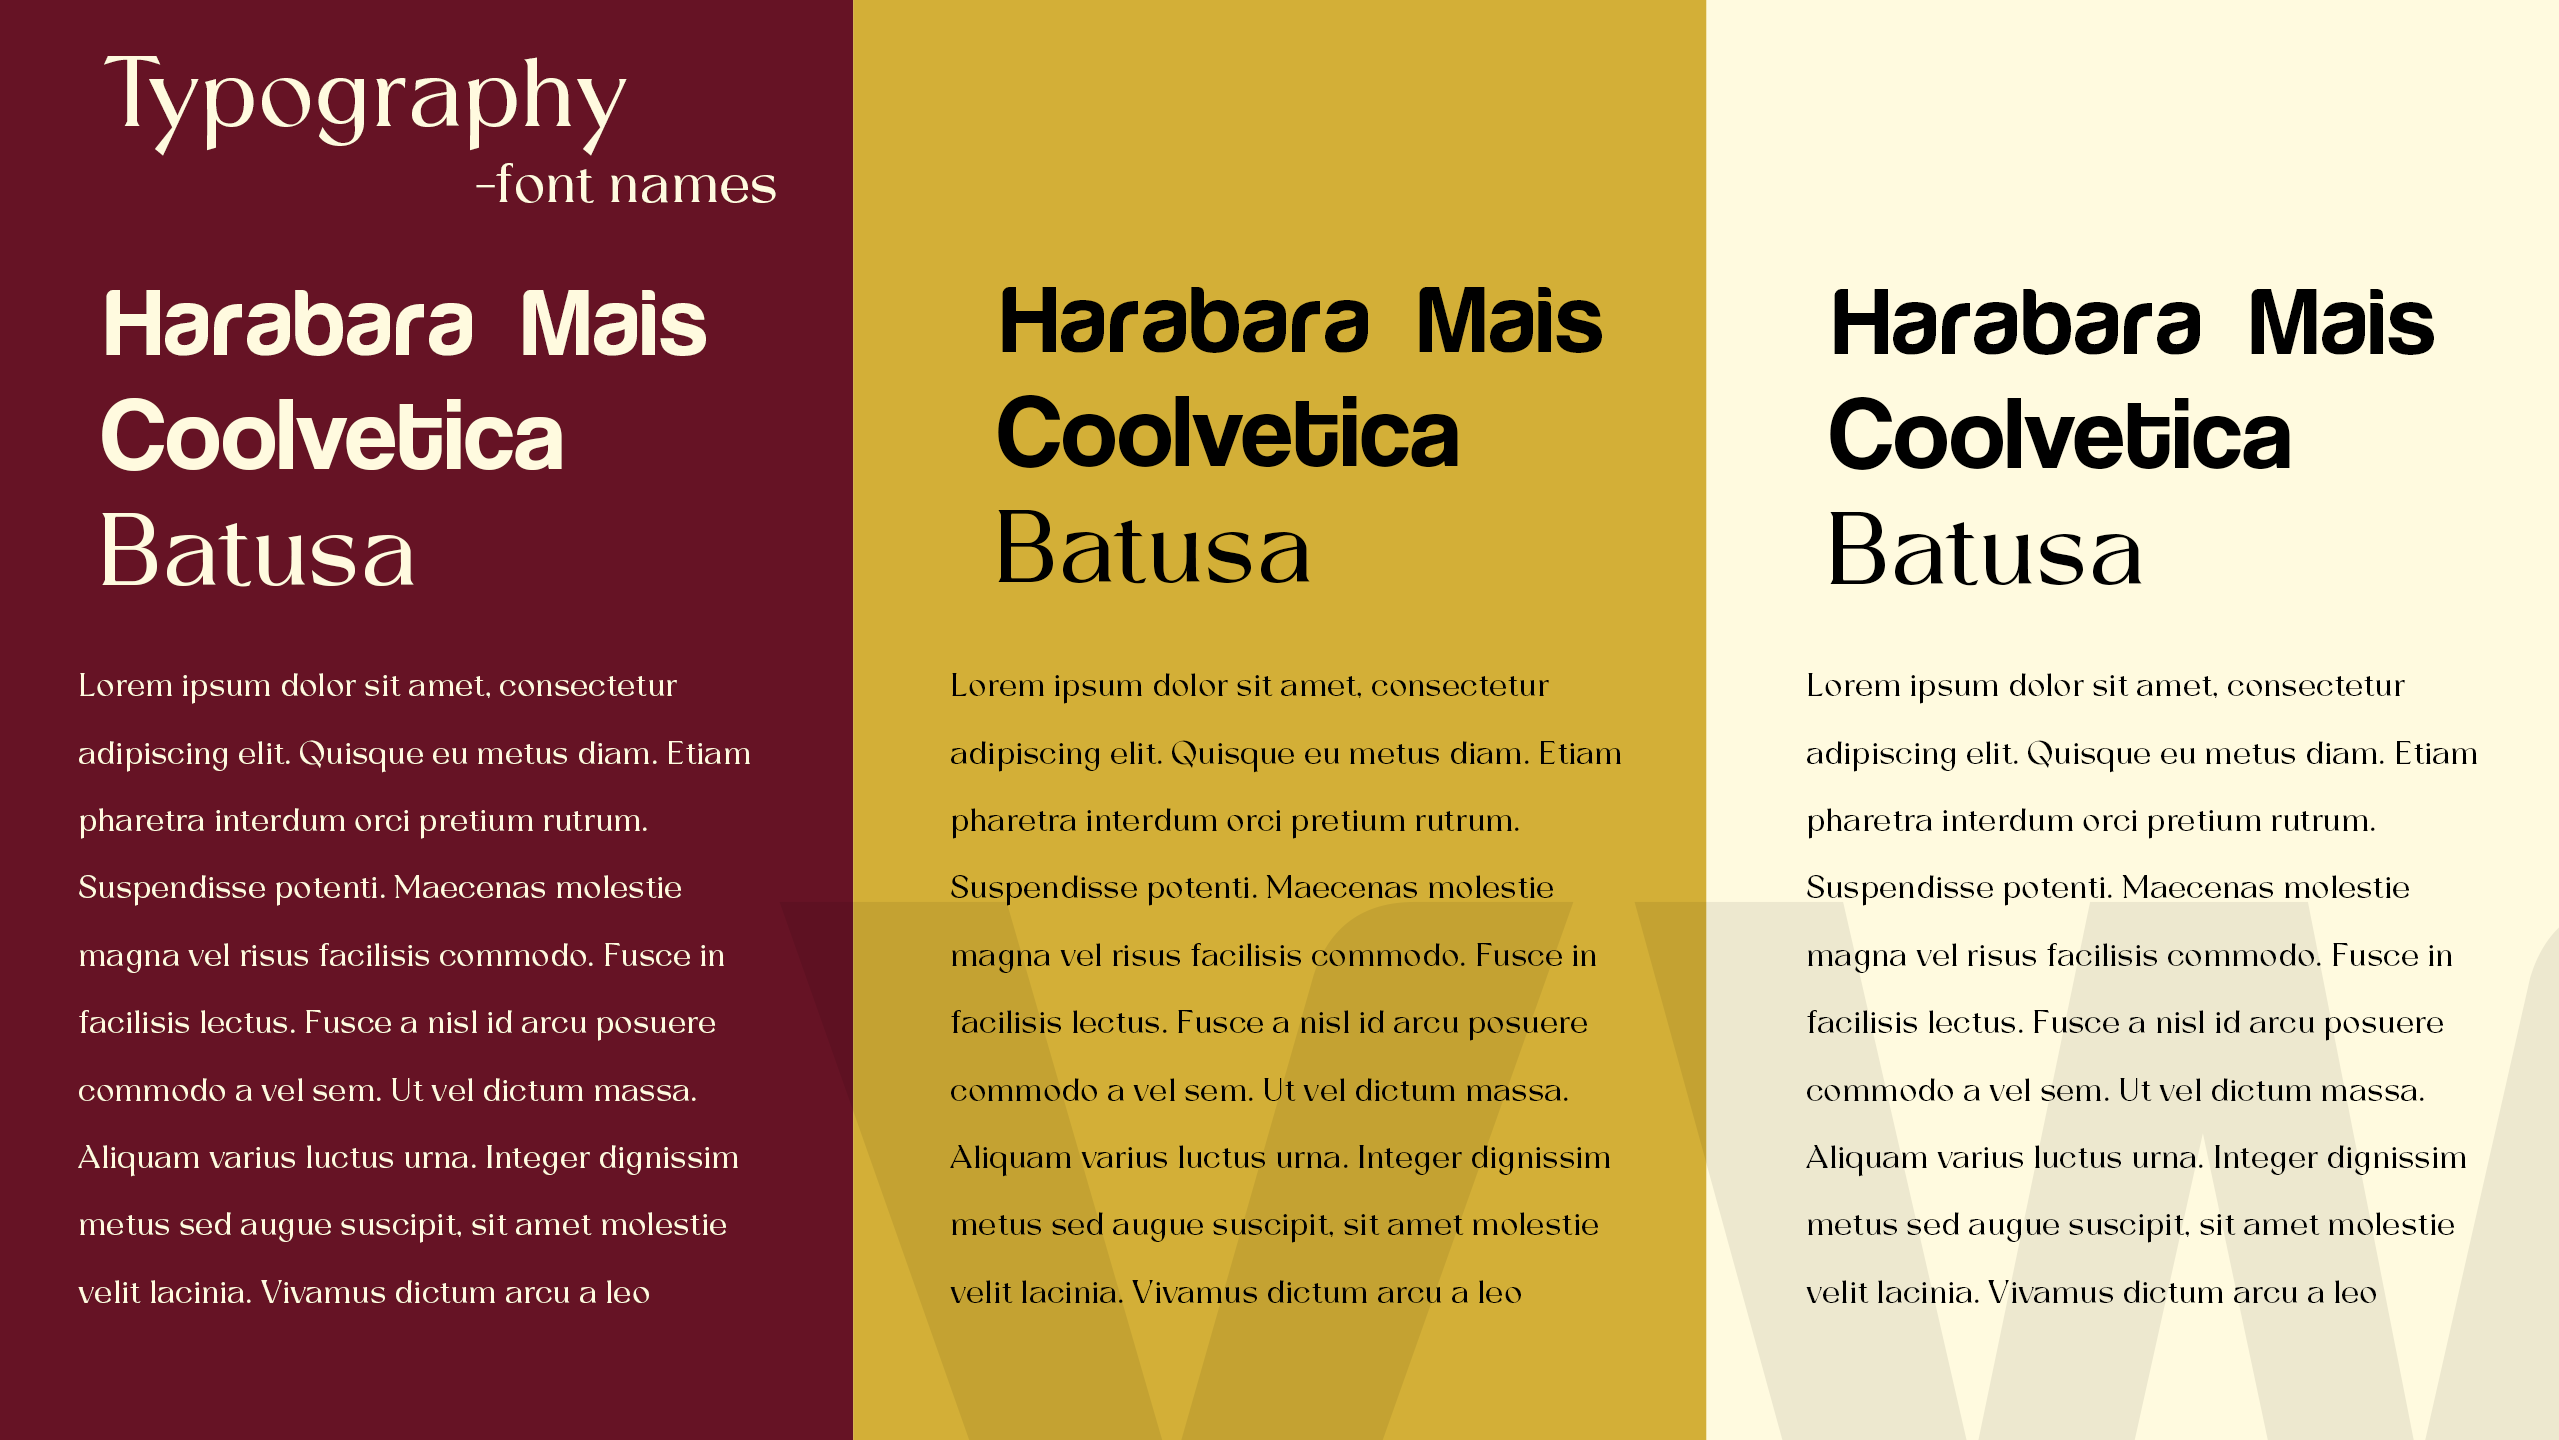 Typography
-font names
Harabara Mais
Coolvetica
Batusa
Lorem ipsum dolor sit amet, consectetur
adipiscing elit. Quisque eu metus diam. Etiam
pharetra interdum orci pretium rutrum.
Suspendisse potenti. Maecenas molestie
magna vel risus facilisis commodo. Fusce in
facilisis lectus. Fusce a nisl id arcu posuere
commodo a vel sem. Ut vel dictum massa.
Aliquam varius luctus urna. Integer dignissim
metus sed augue suscipit, sit amet molestie
velit lacinia. Vivamus dictum arcu a leo
Harabara Mais
Coolvetica
Batusa
Lorem ipsum dolor sit amet, consectetur
adipiscing elit. Quisque eu metus diam. Etiam
pharetra interdum orci pretium rutrum.
Suspendisse potenti. Maecenas molestie
magna vel risus facilisis commodo. Fusce in
facilisis lectus. Fusce a nisl id arcu posuere
commodo a vel sem. Ut vel dictum massa.
Aliquam varius luctus urna. Integer dignissim
metus sed augue suscipit, sit amet molestie
velit lacinia. Vivamus dictum arcu a leo
Harabara Mais
Coolvetica
Batusa
Lorem ipsum dolor sit amet, consectetur
adipiscing elit. Quisque eu metus diam. Etiam
pharetra interdum orci pretium rutrum.
Suspendisse potenti. Maecenas molestie
magna vel risus facilisis commodo. Fusce in
facilisis lectus. Fusce a nisl id arcu posuere
commodo a vel sem. Ut vel dictum massa.
Aliquam varius luctus urna. Integer dignissim
metus sed augue suscipit, sit amet molestie
velit lacinia. Vivamus dictum arcu a leo